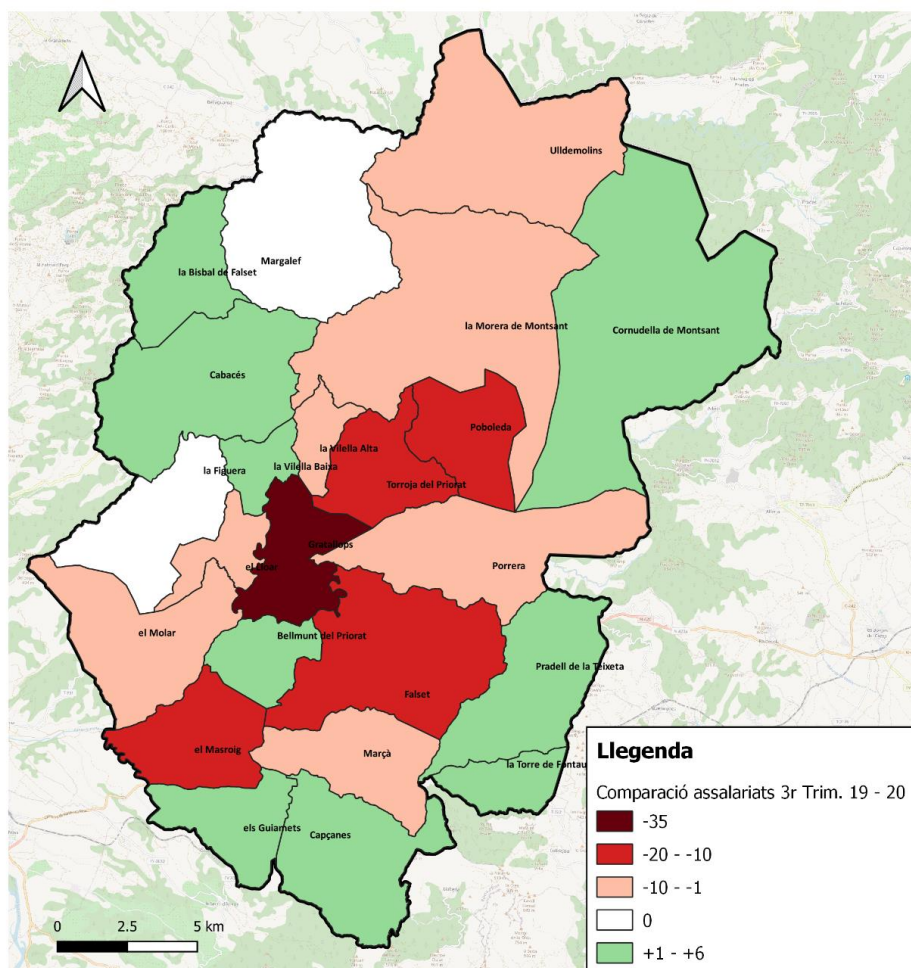 Ulldemolins
Margalef
la Bisbal de Falset
la Morera de Montsant
Cornudella de Montsant
Cabacés
Poboleda
la Vilella Alta
la Vilella Baixa
la Figuera
Torroja del Priorat
Gratallops
Porrera
el Molar
Bellmunt del Priorat
Pradell de la Teixeta
Falset
el Masroig
Marçà
la Torre de Fontau
els Guiamets
Capçanes
Llegenda
Comparació assalariats 3r Trim. 19 - 20
-35
-20 - -10
-10 - -1
0
+1 - +6
0 2.5 5 km